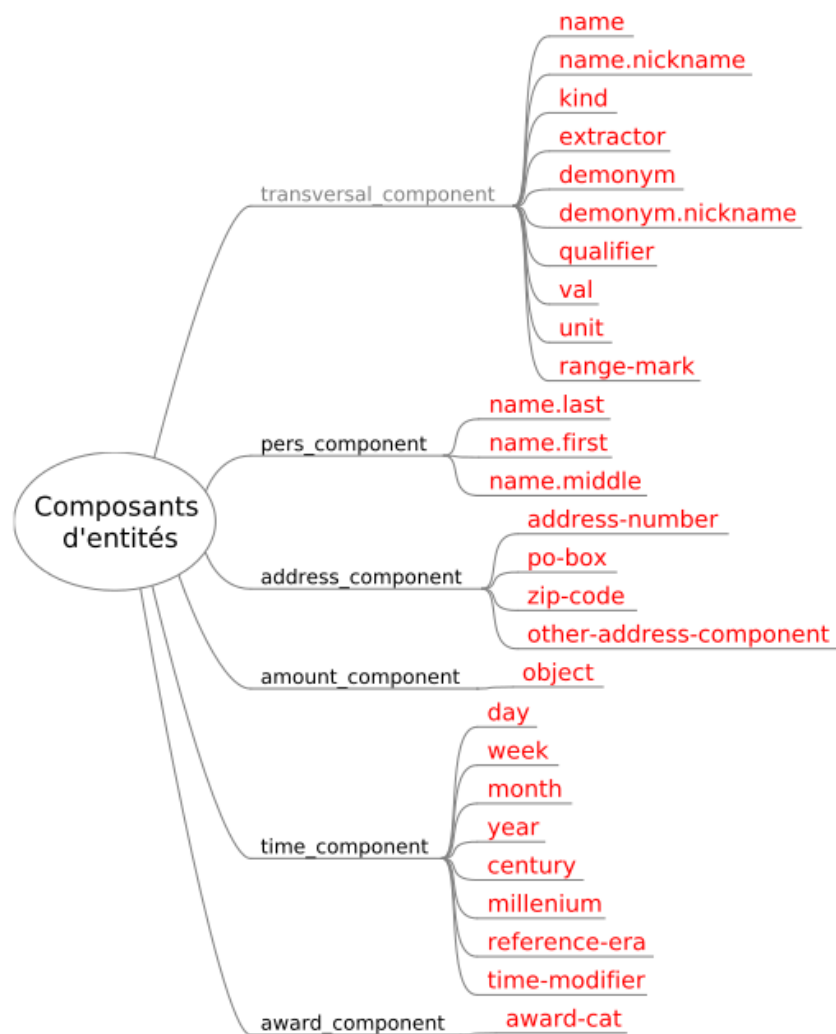 name
name.nickname
kind
extractor
transversal_component
demonym
demonym.nickname
qualifier
val
unit
range-mark
name.last
pers_component
name.first
name.middle
Composants
d'entités
address-number
po-box
address_component
zip-code
other-address-component
amount_component
object
day
week
month
year
time_component
century
millenium
reference-era
time-modifier
award_component
award-cat